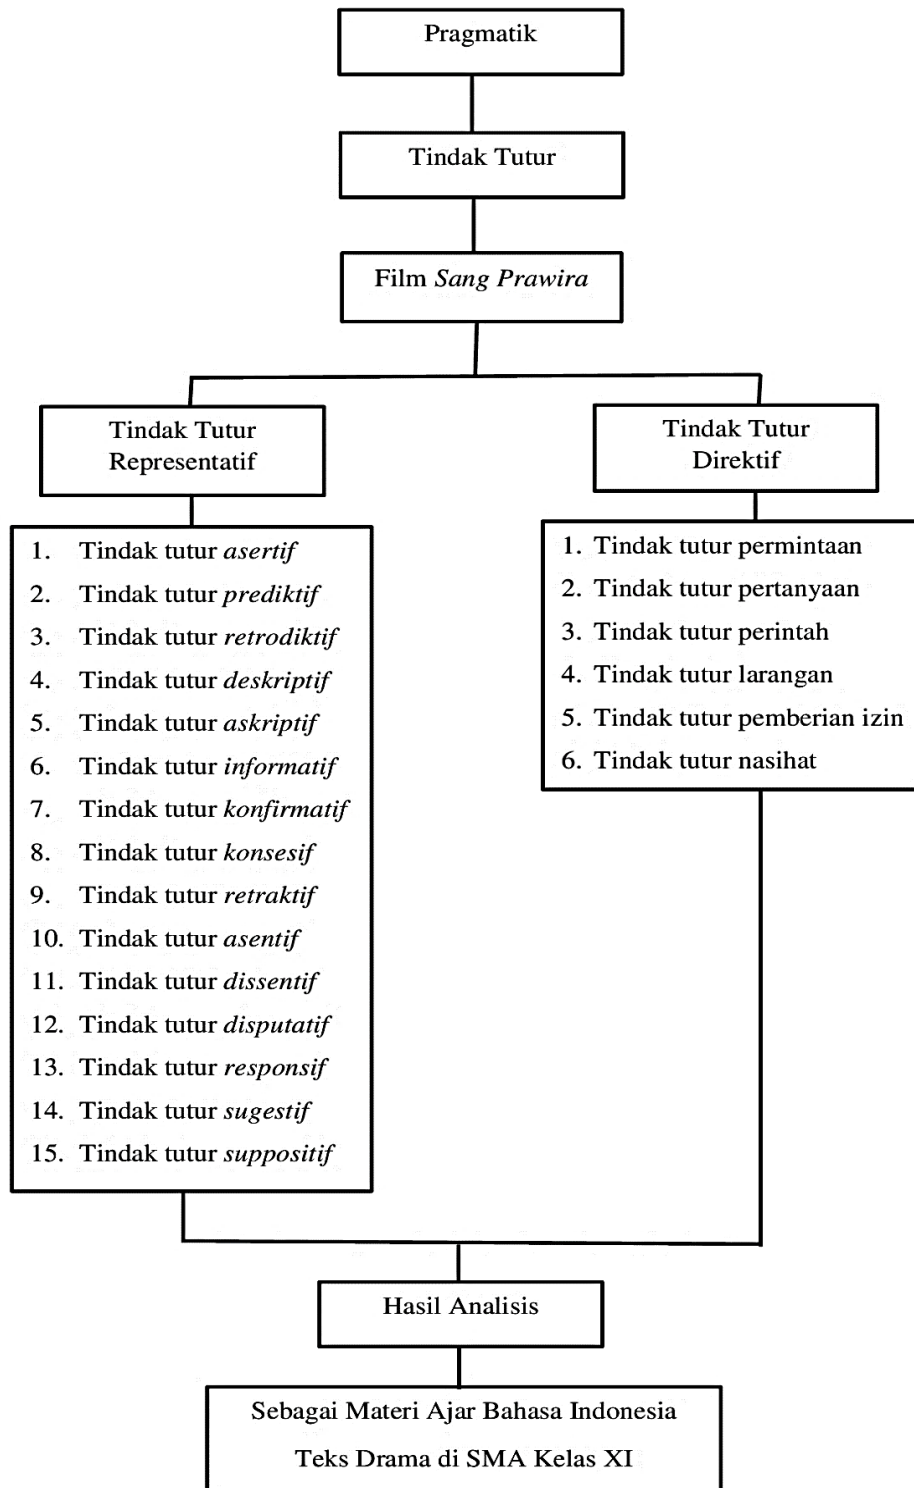 Pragmatik
Tindak Tutur
Film Sang Prawira
Tindak Tutur
Representatif
1. Tindak tutur asertif
2. Tindak tutur prediktif
3. Tindak tutur retrodiktif
4. Tindak tutur deskriptif
5. Tindak tutur askriptif
6. Tindak tutur informatif
7. Tindak tutur konfirmatif
8. Tindak tutur konsesif
9. Tindak tutur retraktif
10. Tindak tutur asentif
11. Tindak tutur dissentif
12. Tindak tutur disputatif
13. Tindak tutur responsif
14. Tindak tutur sugestif
15. Tindak tutur suppositif
Tindak Tutur
Direktif
1. Tindak tutur permintaan
2. Tindak tutur pertanyaan
3. Tindak tutur perintah
4. Tindak tutur larangan
5. Tindak tutur pemberian izin
6. Tindak tutur nasihat
Hasil Analisis
Sebagai Materi Ajar Bahasa Indonesia
Teks Drama di SMA Kelas XI